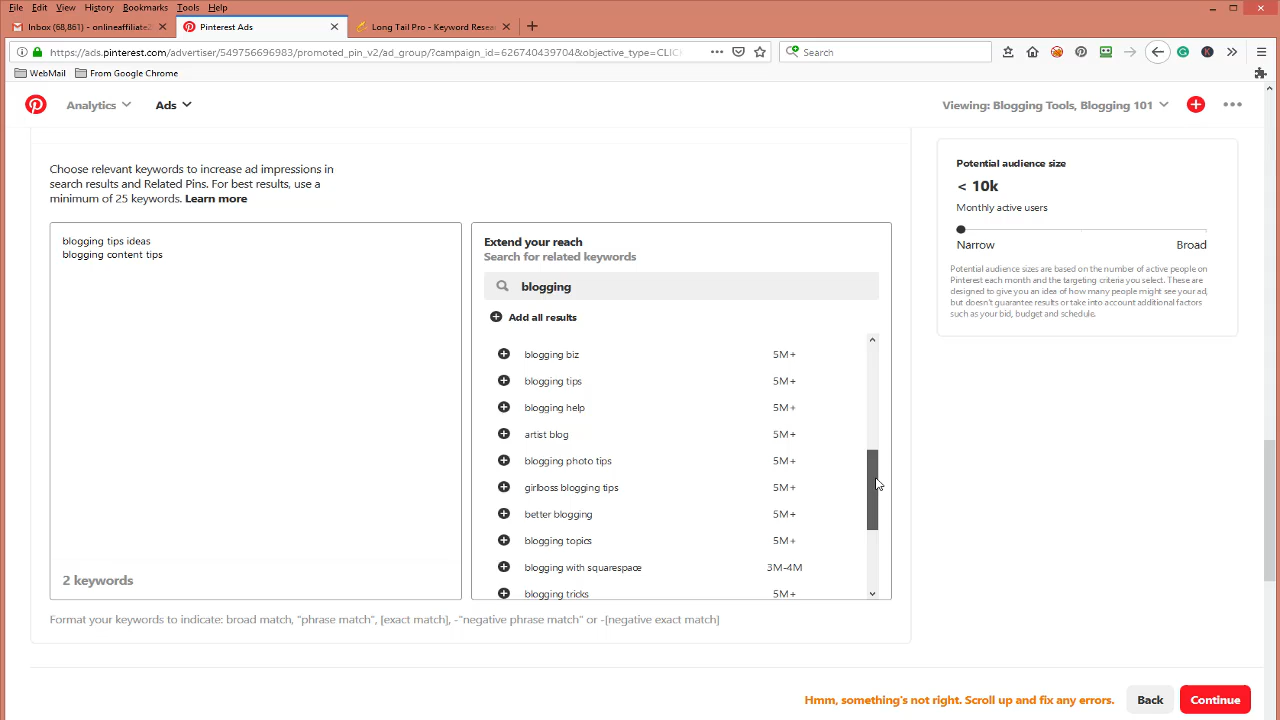 File Edit View History Bookmarks Tools Help
Inbox (68,861) - onlineaffiliate2
Pinterest Ads
Long Tail Pro - Keyword Resea
https://ads.pinterest.com/advertiser/549756696983/promoted_pin_v2/ad_group/?campaign_id=626740439704&objective_type=CLIC
Search
WebMail
From Google Chrome
Analytics
Ads
Viewing: Blogging Tools, Blogging 101
Choose relevant keywords to increase ad impressions in
search results and Related Pins. For best results, use a
minimum of 25 keywords. Learn more
blogging tips ideas
blogging content tips
2 keywords
Extend your reach
Search for related keywords
blogging
Add all results
blogging biz 5M+
blogging tips 5M+
blogging help 5M+
artist blog 5M+
blogging photo tips 5M+
girlboss blogging tips 5M+
better blogging 5M+
blogging topics 5M+
blogging with squarespace 3M-4M
blogging tricks 5M+
Format your keywords to indicate: broad match, "phrase match", [exact match], -"negative phrase match" or -[negative exact match]
Potential audience size
< 10k
Monthly active users
Narrow Broad
Potential audience sizes are based on the number of active people on
Pinterest each month and the targeting criteria you select. These are
designed to give you an idea of how many people might see your ad,
but doesn't guarantee results or take into account additional factors
such as your bid, budget and schedule.
Hmm, something's not right. Scroll up and fix any errors.
Back
Continue